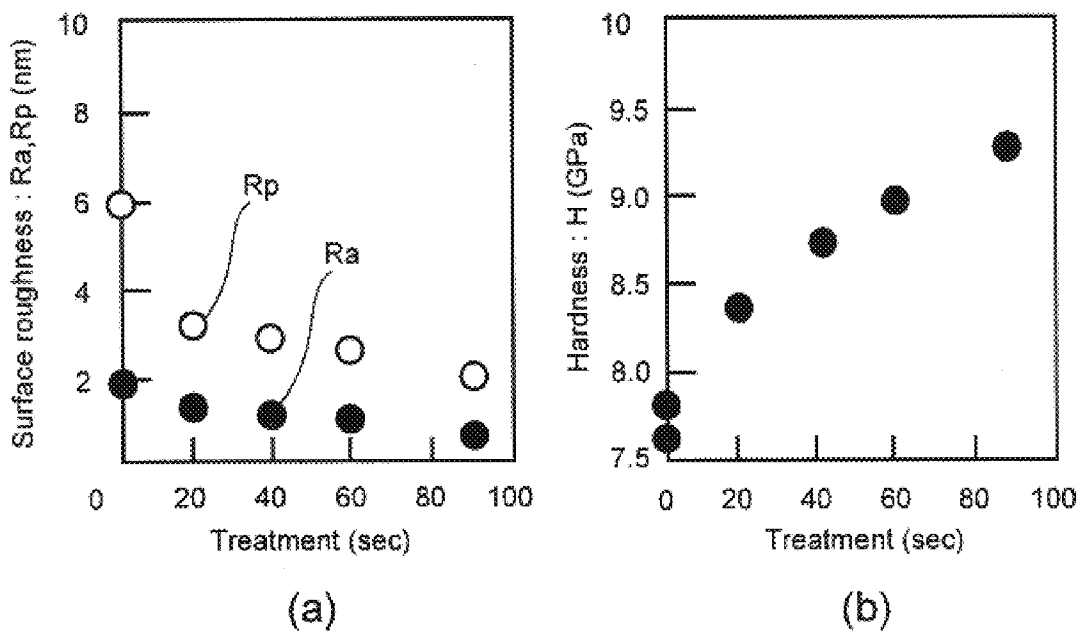 Surface roughness : Ra,Rp (nm)
10
8
6
4
2
0
20
40
60
80
100
Rp
Ra
Treatment (sec)
(a)
Hardness : H (GPa)
10
9.5
9.0
8.5
8.0
7.5
0
20
40
60
80
100
Treatment (sec)
(b)